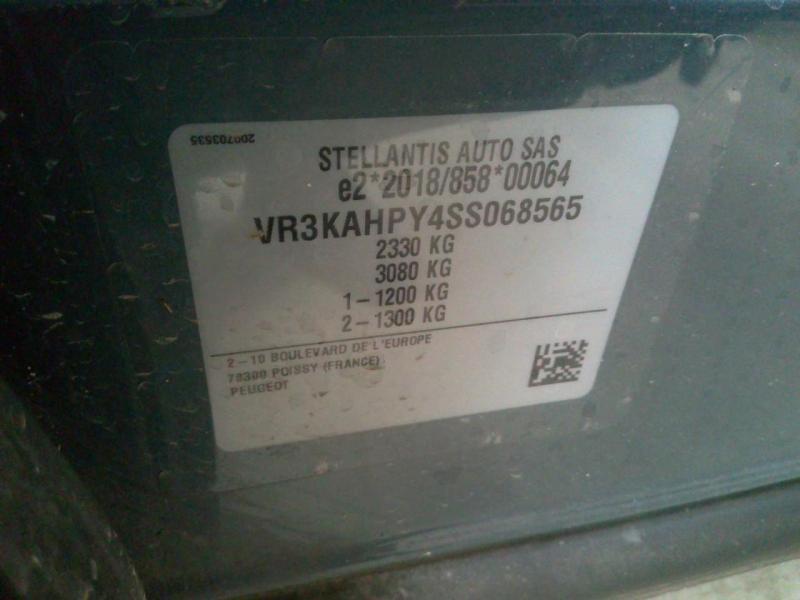 200703535
STELLANTIS AUTO SAS
e2*2018/858*00064
VR3KAHPY4SS068565
2330 KG
3080 KG
1-1200 KG
2-1300 KG
2-10 BOULEVARD DE L'EUROPE
78300 POISSY (FRANCE)
PEUGEOT